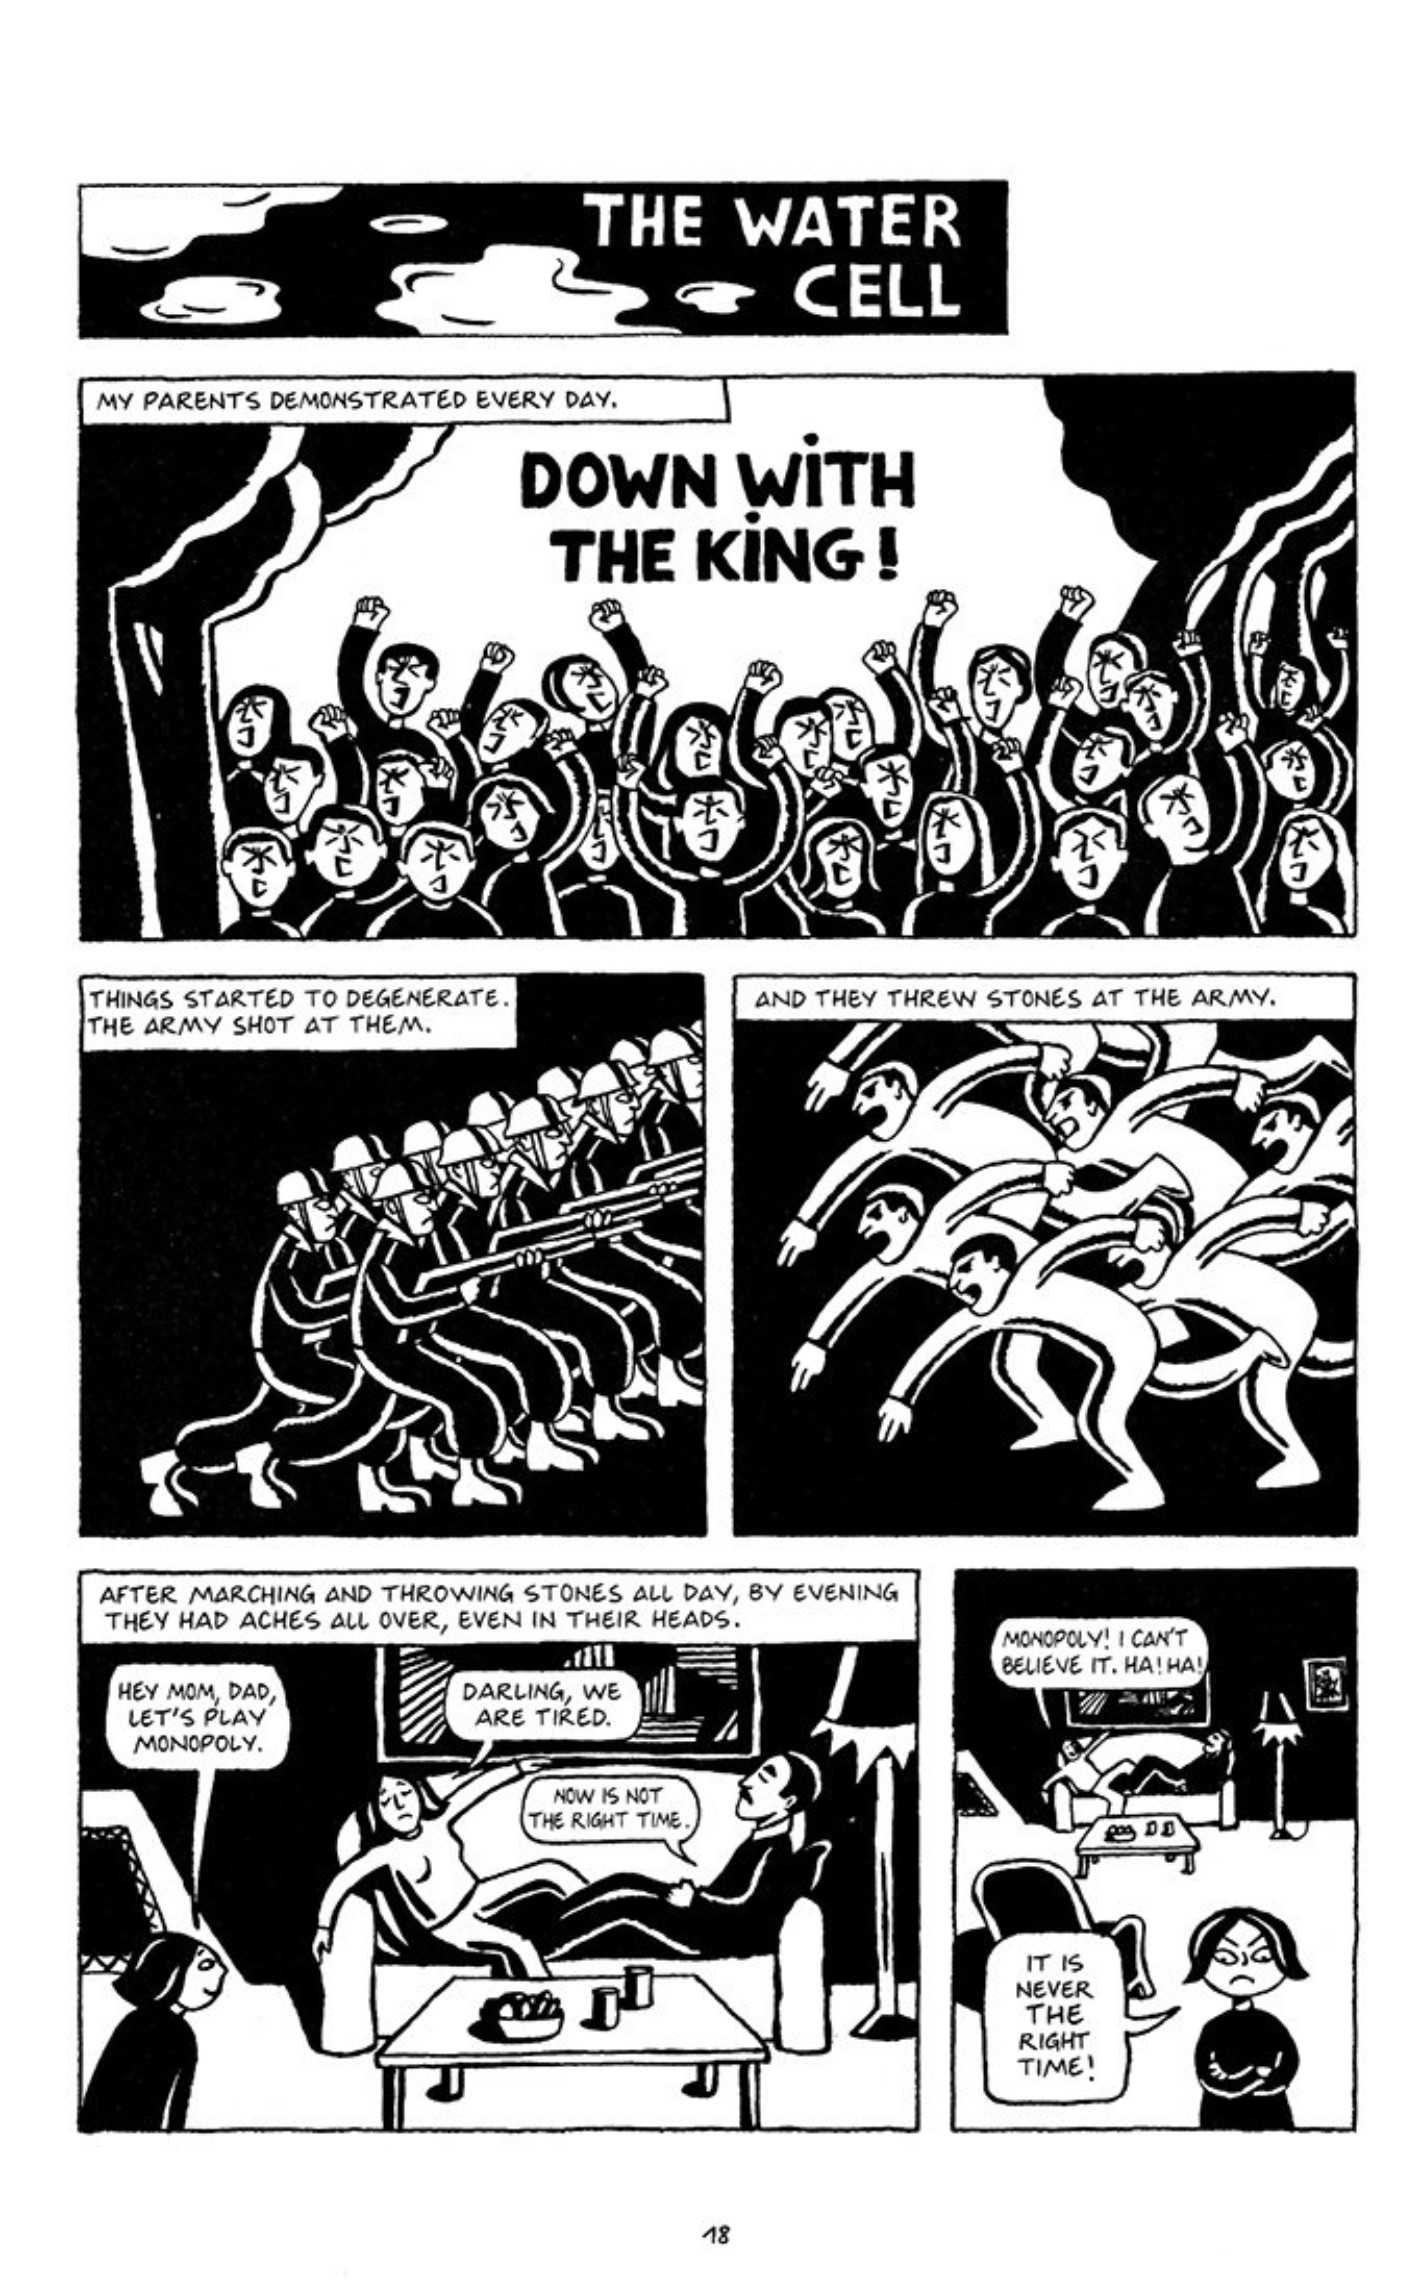 THE WATER
CELL
MY PARENTS DEMONSTRATED EVERY DAY.
DOWN WITH
THE KING!
THINGS STARTED TO DEGENERATE.
THE ARMY SHOT AT THEM.
AND THEY THREW STONES AT THE ARMY.
AFTER MARCHING AND THROWING STONES ALL DAY, BY EVENING
THEY HAD ACHES ALL OVER, EVEN IN THEIR HEADS.
HEY MOM, DAD,
LET'S PLAY
MONOPOLY.
DARLING, WE
ARE TIRED.
NOW IS NOT
THE RIGHT TIME.
MONOPOLY! I CAN'T
BELIEVE IT. HA! HA!
IT IS
NEVER
THE
RIGHT
TIME!
18